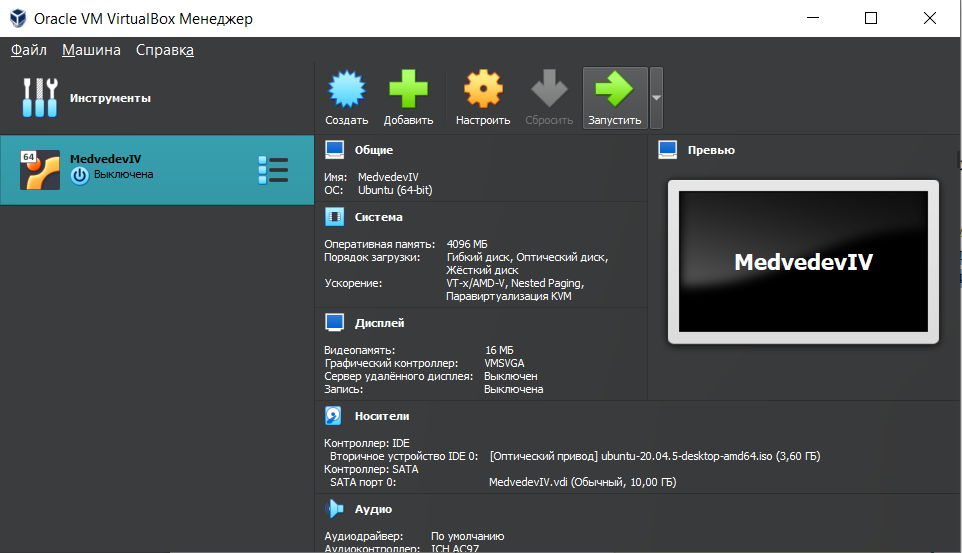 Oracle VM VirtualBox Менеджер
Файл Машина Справка
Инструменты
Создать Добавить Настроить Сбросить Запустить
64
MedvedevIV
Выключена
Общие
Имя: MedvedevIV
ОС: Ubuntu (64-bit)
Система
Оперативная память: 4096 МБ
Порядок загрузки: Гибкий диск, Оптический диск,
Жёсткий диск
Ускорение: VT-x/AMD-V, Nested Paging,
Паравиртуализация KVM
Дисплей
Видеопамять: 16 МБ
Графический контроллер: VMSVGA
Сервер удалённого дисплея: Выключен
Запись: Выключена
Превью
MedvedevIV
Носители
Контроллер: IDE
Вторичное устройство IDE 0: [Оптический привод] ubuntu-20.04.5-desktop-amd64.iso (3,60 ГБ)
Контроллер: SATA
SATA порт 0: MedvedevIV.vdi (Обычный, 10,00 ГБ)
Аудио
Аудиодрайвер: По умолчанию
Аудиоконтроллер: ICH AC97